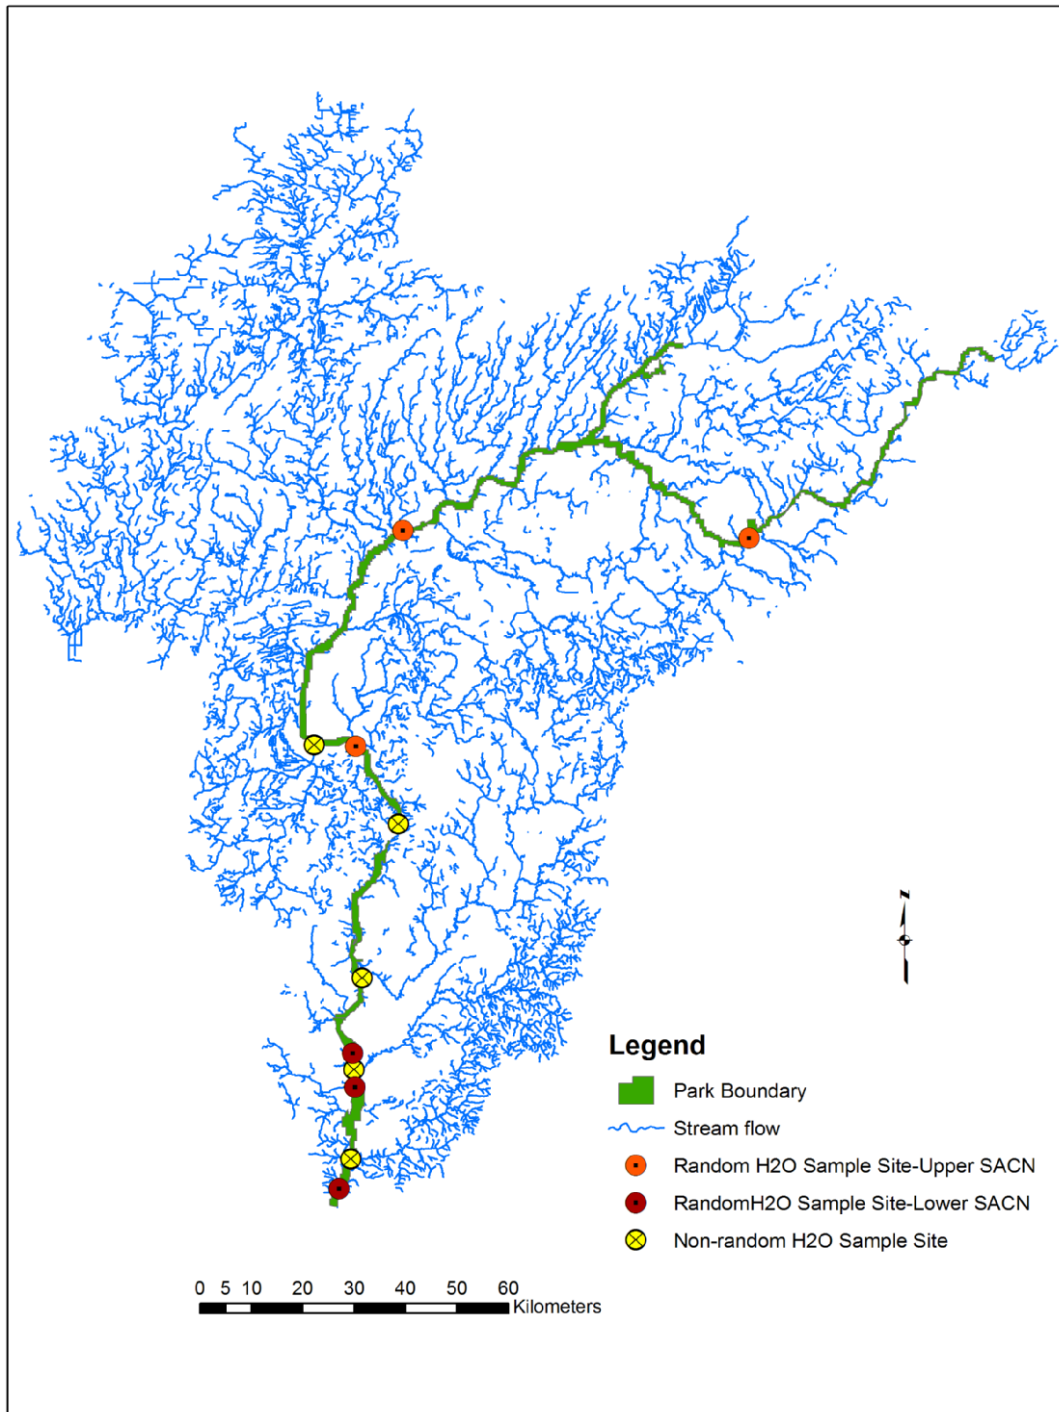 N
Legend
Park Boundary
Stream flow
Random H2O Sample Site-Upper SACN
RandomH2O Sample Site-Lower SACN
Non-random H2O Sample Site
0 5 10 20 30 40 50 60
Kilometers